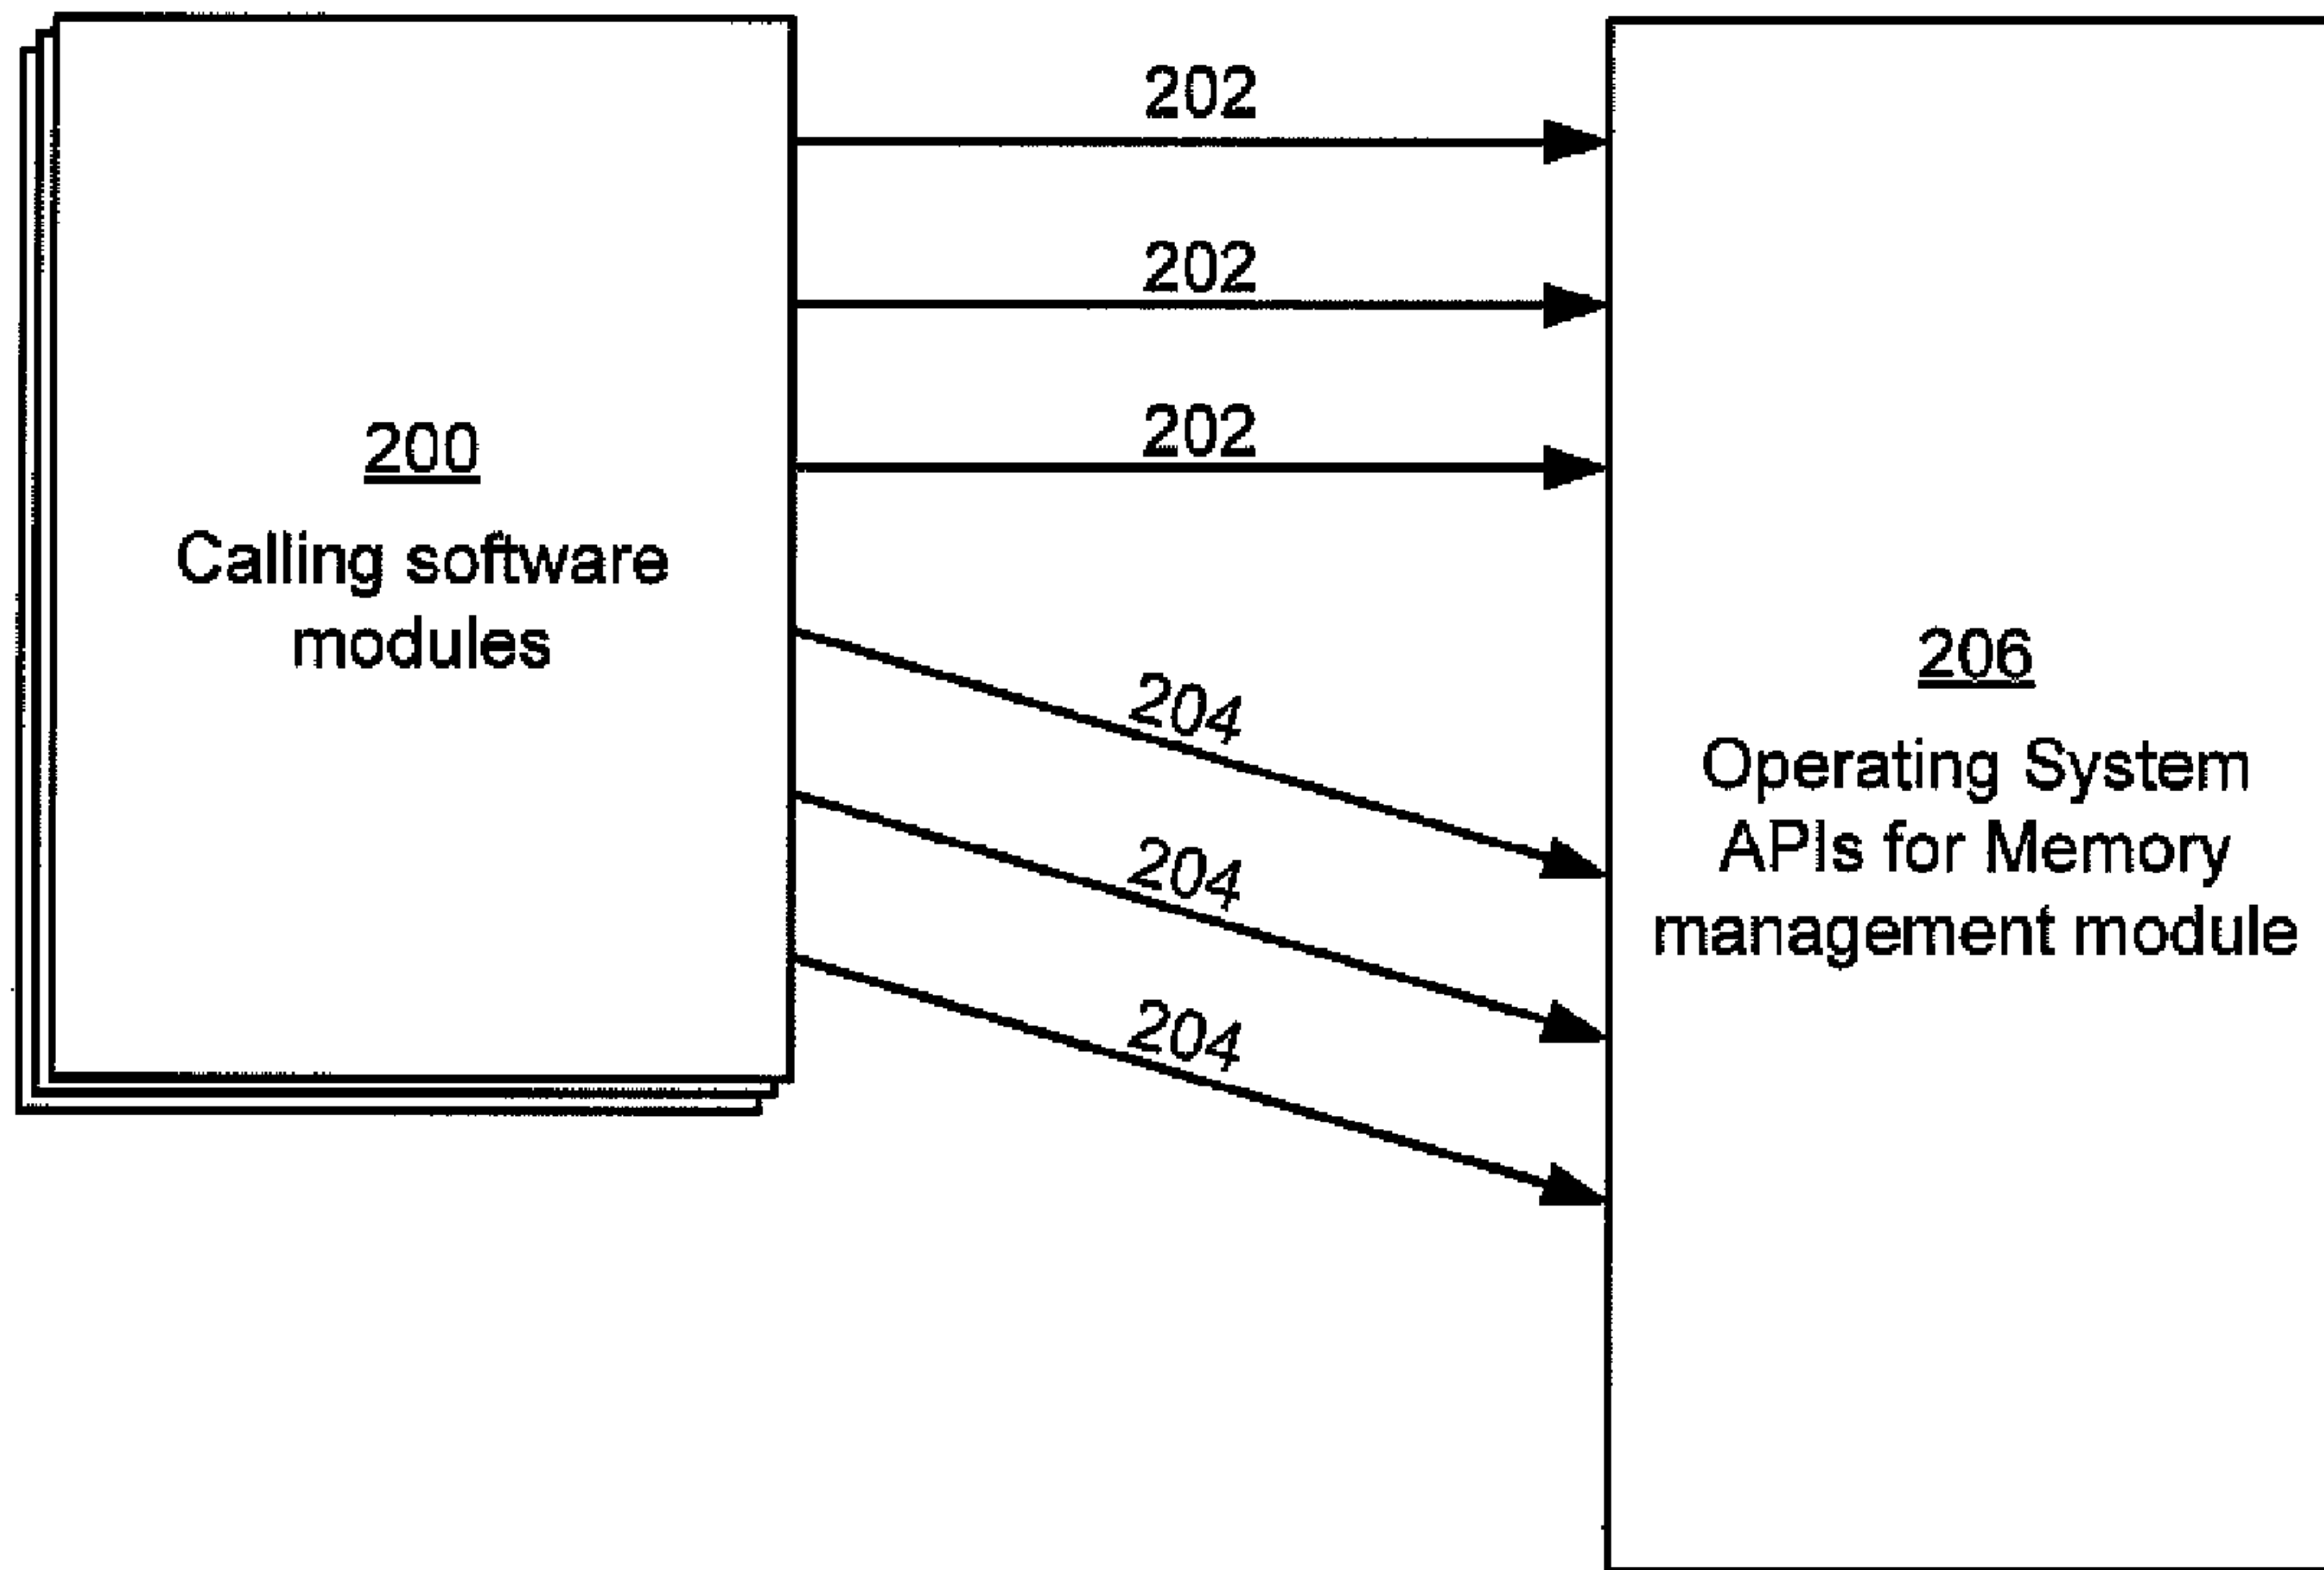 202
202
202
200
Calling software
modules
204
204
204
206
Operating System
APIs for Memory
management module